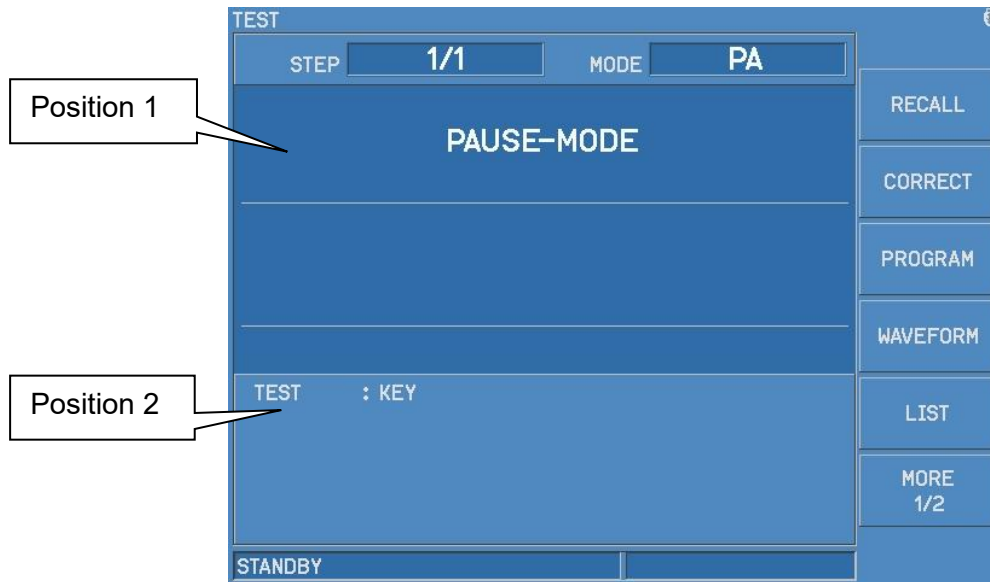 TEST
STEP 1/1 MODE PA
Position 1
PAUSE-MODE
RECALL
CORRECT
PROGRAM
WAVEFORM
Position 2
TEST : KEY
LIST
MORE
1/2
STANDBY